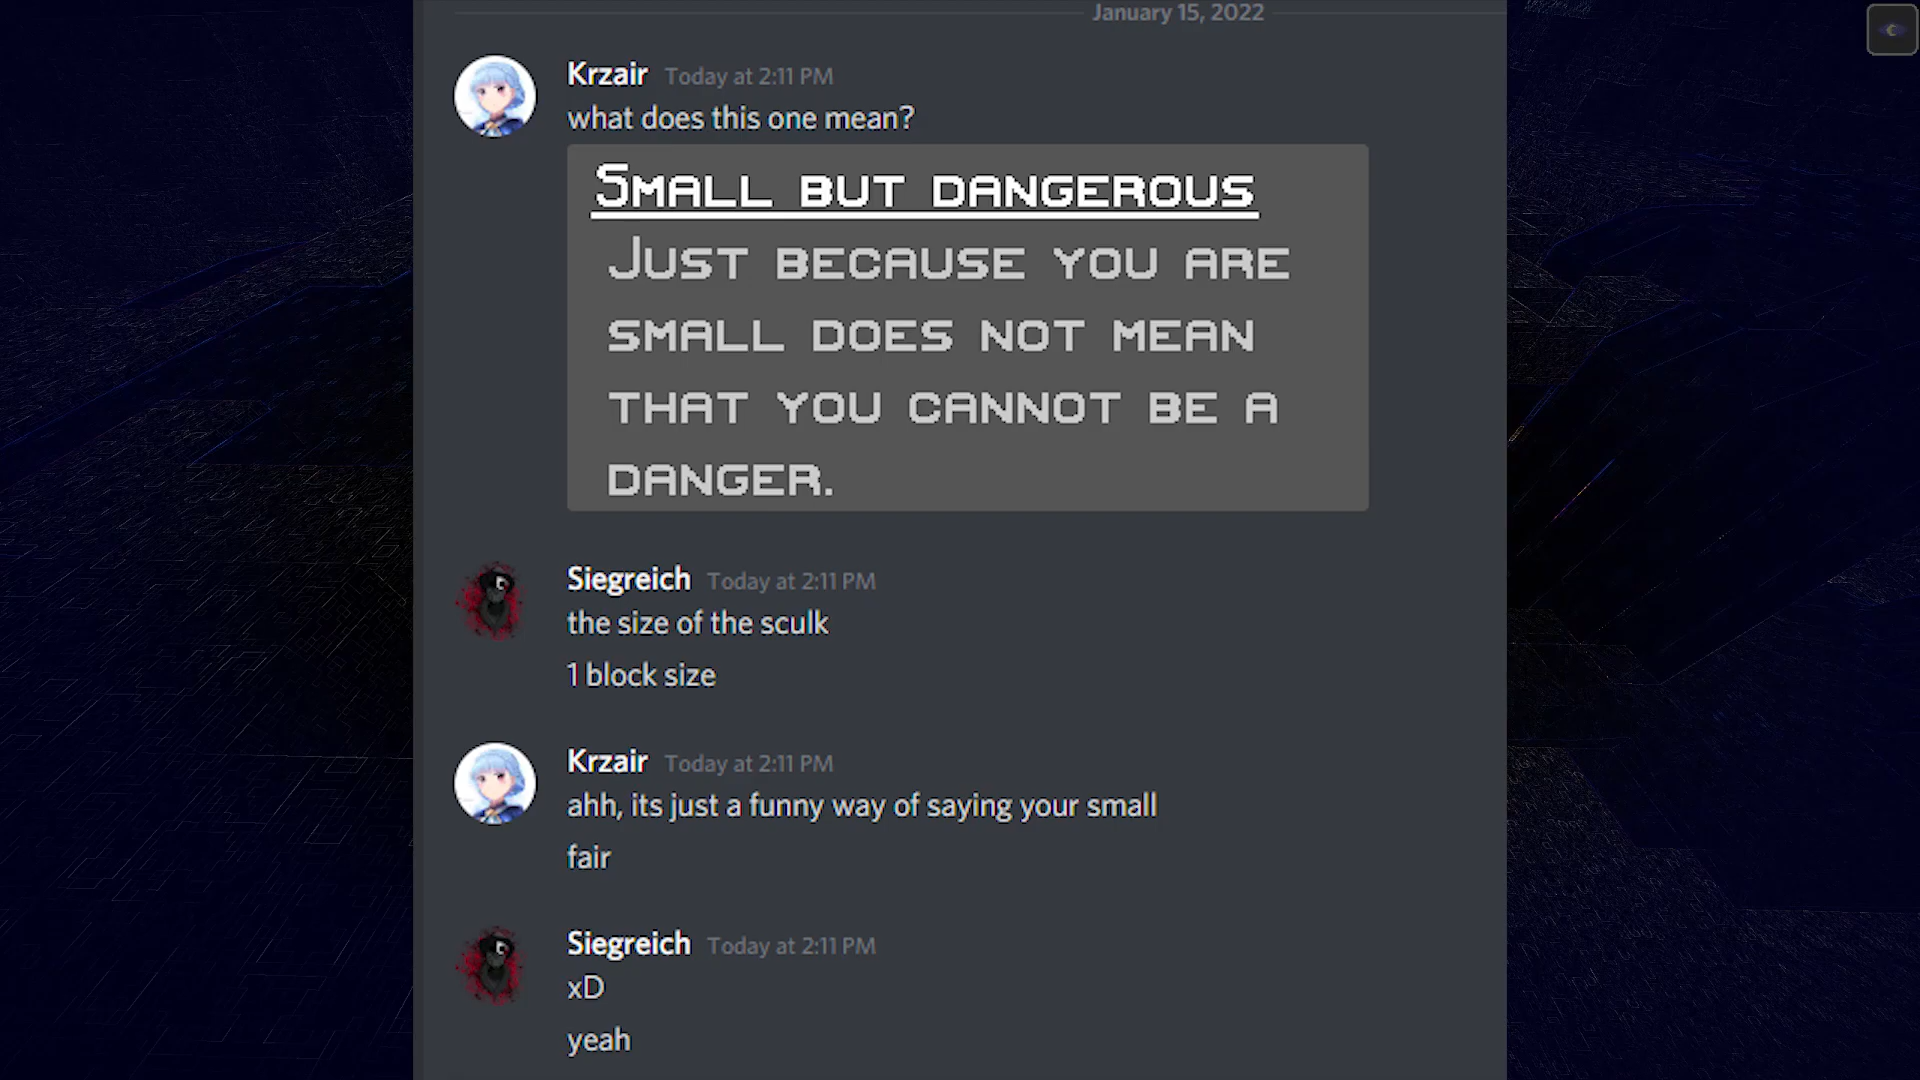 January 15, 2022
Krzair Today at 2:11 PM
what does this one mean?
Small but dangerous
Just because you are
small does not mean
that you cannot be a
danger.
Siegreich Today at 2:11 PM
the size of the sculk
1 block size
Krzair Today at 2:11 PM
ahh, its just a funny way of saying your small
fair
Siegreich Today at 2:11 PM
xD
yeah